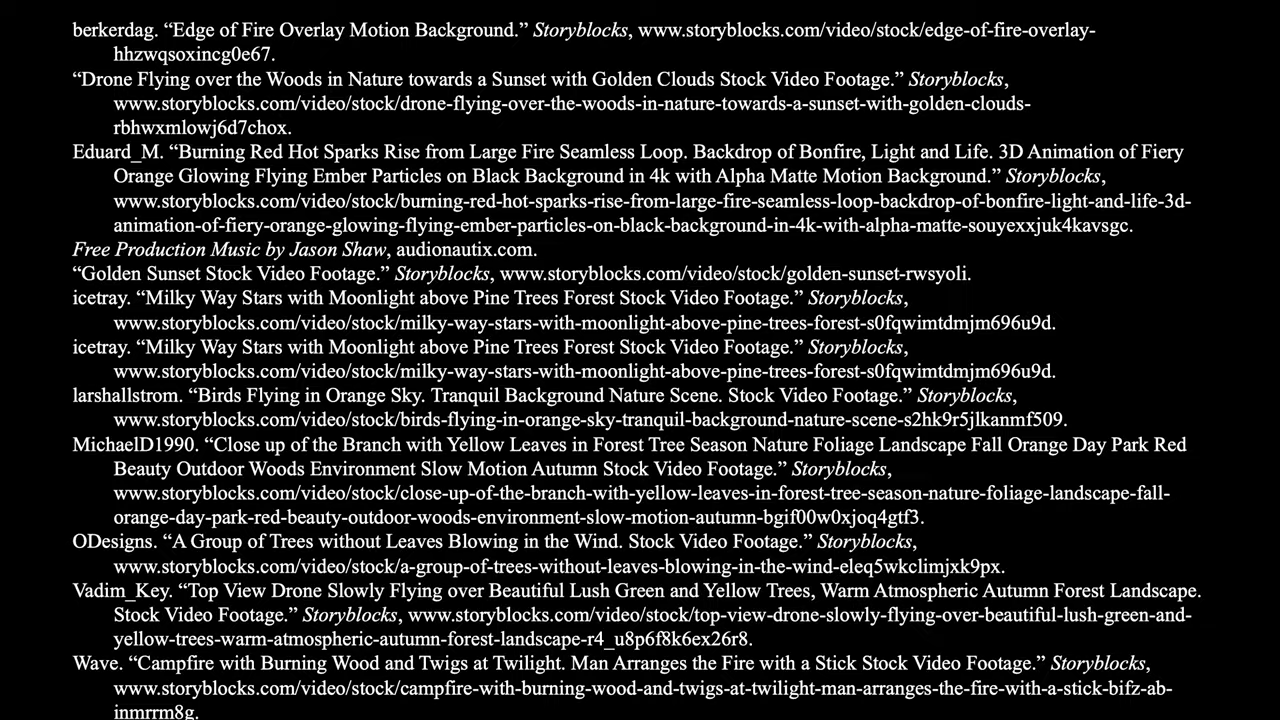 berkerdag. “Edge of Fire Overlay Motion Background.” Storyblocks, www.storyblocks.com/video/stock/edge-of-fire-overlay-
hhzwqsoxincg0e67.
“Drone Flying over the Woods in Nature towards a Sunset with Golden Clouds Stock Video Footage.” Storyblocks,
www.storyblocks.com/video/stock/drone-flying-over-the-woods-in-nature-towards-a-sunset-with-golden-clouds-
rbhwxmlowj6d7chox.
Eduard_M. “Burning Red Hot Sparks Rise from Large Fire Seamless Loop. Backdrop of Bonfire, Light and Life. 3D Animation of Fiery
Orange Glowing Flying Ember Particles on Black Background in 4k with Alpha Matte Motion Background.” Storyblocks,
www.storyblocks.com/video/stock/burning-red-hot-sparks-rise-from-large-fire-seamless-loop-backdrop-of-bonfire-light-and-life-3d-
animation-of-fiery-orange-glowing-flying-ember-particles-on-black-background-in-4k-with-alpha-matte-souyexxjuk4kavsgc.
Free Production Music by Jason Shaw, audionautix.com.
“Golden Sunset Stock Video Footage.” Storyblocks, www.storyblocks.com/video/stock/golden-sunset-rwsyoli.
icetray. “Milky Way Stars with Moonlight above Pine Trees Forest Stock Video Footage.” Storyblocks,
www.storyblocks.com/video/stock/milky-way-stars-with-moonlight-above-pine-trees-forest-s0fqwimtdmjm696u9d.
icetray. “Milky Way Stars with Moonlight above Pine Trees Forest Stock Video Footage.” Storyblocks,
www.storyblocks.com/video/stock/milky-way-stars-with-moonlight-above-pine-trees-forest-s0fqwimtdmjm696u9d.
larshallstrom. “Birds Flying in Orange Sky. Tranquil Background Nature Scene. Stock Video Footage.” Storyblocks,
www.storyblocks.com/video/stock/birds-flying-in-orange-sky-tranquil-background-nature-scene-s2hk9r5jlkanmf509.
MichaelD1990. “Close up of the Branch with Yellow Leaves in Forest Tree Season Nature Foliage Landscape Fall Orange Day Park Red
Beauty Outdoor Woods Environment Slow Motion Autumn Stock Video Footage.” Storyblocks,
www.storyblocks.com/video/stock/close-up-of-the-branch-with-yellow-leaves-in-forest-tree-season-nature-foliage-landscape-fall-
orange-day-park-red-beauty-outdoor-woods-environment-slow-motion-autumn-bgif00w0xjoq4gtf3.
ODesigns. “A Group of Trees without Leaves Blowing in the Wind. Stock Video Footage.” Storyblocks,
www.storyblocks.com/video/stock/a-group-of-trees-without-leaves-blowing-in-the-wind-eleq5wkclimjxk9px.
Vadim_Key. “Top View Drone Slowly Flying over Beautiful Lush Green and Yellow Trees, Warm Atmospheric Autumn Forest Landscape.
Stock Video Footage.” Storyblocks, www.storyblocks.com/video/stock/top-view-drone-slowly-flying-over-beautiful-lush-green-and-
yellow-trees-warm-atmospheric-autumn-forest-landscape-r4_u8p6f8k6ex26r8.
Wave. “Campfire with Burning Wood and Twigs at Twilight. Man Arranges the Fire with a Stick Stock Video Footage.” Storyblocks,
www.storyblocks.com/video/stock/campfire-with-burning-wood-and-twigs-at-twilight-man-arranges-the-fire-with-a-stick-bifz-ab-
inmrrm8g.